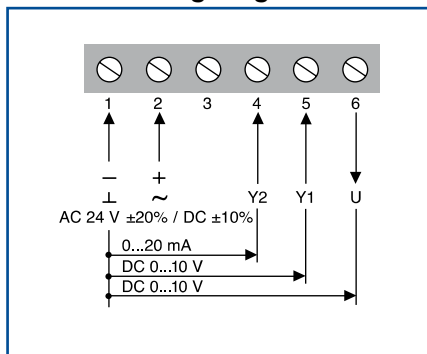 1 2 3 4 5 6
– +
⊥ ~ Y2 Y1 U
AC 24 V ±20% / DC ±10%
0...20 mA
DC 0...10 V
DC 0...10 V